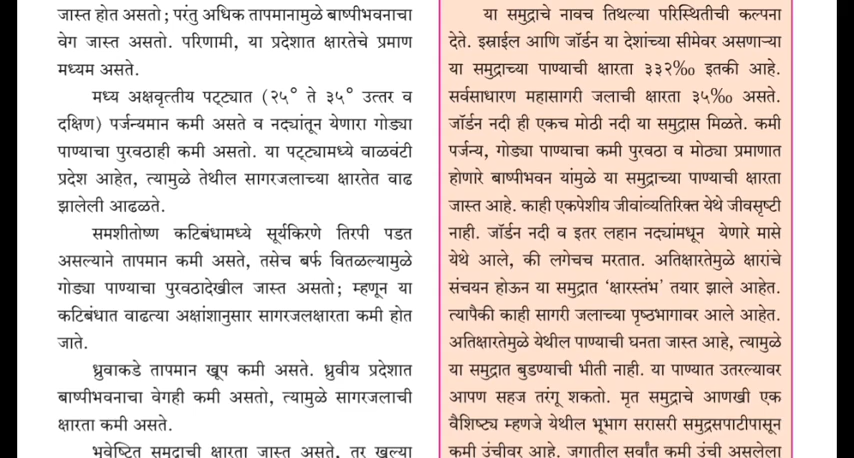 जास्त होत असतो; परंतु अधिक तापमानामुळे बाष्पीभवनाचा
वेग जास्त असतो. परिणामी, या प्रदेशात क्षारतेचे प्रमाण
मध्यम असते.
मध्य अक्षवृत्तीय पट्ट्यात (२५° ते ३५° उत्तर व
दक्षिण) पर्जन्यमान कमी असते व नद्यांतून येणारा गोड्या
पाण्याचा पुरवठाही कमी असतो. या पट्ट्यामध्ये वाळवंटी
प्रदेश आहेत, त्यामुळे तेथील सागरजलाच्या क्षारतेत वाढ
झालेली आढळते.
समशीतोष्ण कटिबंधामध्ये सूर्यकिरणे तिरपी पडत
असल्याने तापमान कमी असते, तसेच बर्फ वितळल्यामुळे
गोड्या पाण्याचा पुरवठादेखील जास्त असतो; म्हणून या
कटिबंधात वाढत्या अक्षांशानुसार सागरजलक्षारता कमी होत
जाते.
ध्रुवाकडे तापमान खूप कमी असते. ध्रुवीय प्रदेशात
बाष्पीभवनाचा वेगही कमी असतो, त्यामुळे सागरजलाची
क्षारता कमी असते.
भूवेष्टित समुद्राची क्षारता जास्त असते, तर खुल्या
या समुद्राचे नावच तिथल्या परिस्थितीची कल्पना
देते. इस्राईल आणि जॉर्डन या देशांच्या सीमेवर असणाऱ्या
या समुद्राच्या पाण्याची क्षारता ३३२‰ इतकी आहे.
सर्वसाधारण महासागरी जलाची क्षारता ३५‰ असते.
जॉर्डन नदी ही एकच मोठी नदी या समुद्रास मिळते. कमी
पर्जन्य, गोड्या पाण्याचा कमी पुरवठा व मोठ्या प्रमाणात
होणारे बाष्पीभवन यांमुळे या समुद्राच्या पाण्याची क्षारता
जास्त आहे. काही एकपेशीय जीवांव्यतिरिक्त येथे जीवसृष्टी
नाही. जॉर्डन नदी व इतर लहान नद्यांमधून येणारे मासे
येथे आले, की लगेचच मरतात. अतिक्षारतेमुळे क्षारांचे
संचयन होऊन या समुद्रात ‘क्षारस्तंभ’ तयार झाले आहेत.
त्यापैकी काही सागरी जलाच्या पृष्ठभागावर आले आहेत.
अतिक्षारतेमुळे येथील पाण्याची घनता जास्त आहे, त्यामुळे
या समुद्रात बुडण्याची भीती नाही. या पाण्यात उतरल्यावर
आपण सहज तरंगू शकतो. मृत समुद्राचे आणखी एक
वैशिष्ट्य म्हणजे येथील भूभाग सरासरी समुद्रसपाटीपासून
कमी उंचीवर आहे. जगातील सर्वांत कमी उंची असलेला